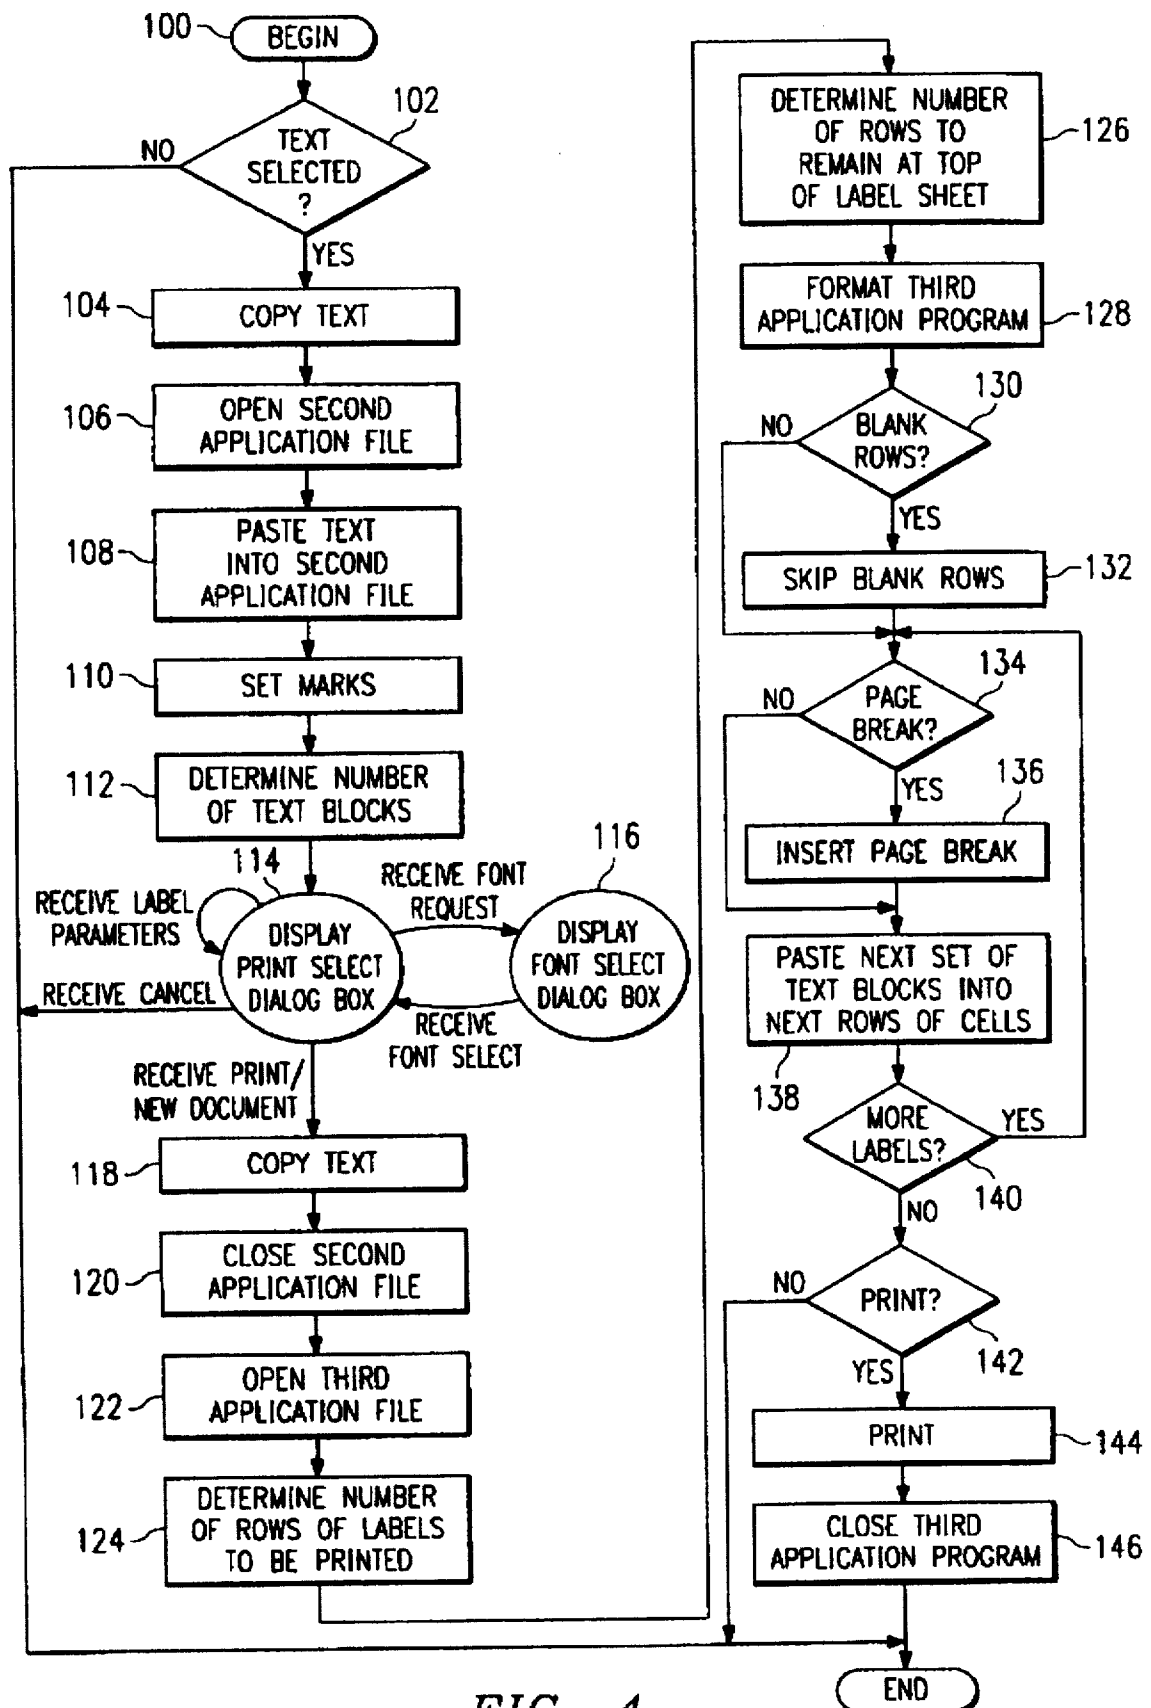 100
BEGIN
102
TEXT
SELECTED
?
NO
YES
104
COPY TEXT
106
OPEN SECOND
APPLICATION FILE
108
PASTE TEXT
INTO SECOND
APPLICATION FILE
110
SET MARKS
112
DETERMINE NUMBER
OF TEXT BLOCKS
114
RECEIVE LABEL
PARAMETERS
DISPLAY
PRINT SELECT
DIALOG BOX
RECEIVE FONT
REQUEST
116
DISPLAY
FONT SELECT
DIALOG BOX
RECEIVE
FONT SELECT
RECEIVE CANCEL
RECEIVE PRINT/
NEW DOCUMENT
118
COPY TEXT
120
CLOSE SECOND
APPLICATION FILE
122
OPEN THIRD
APPLICATION FILE
124
DETERMINE NUMBER
OF ROWS OF LABELS
TO BE PRINTED
DETERMINE NUMBER
OF ROWS TO
REMAIN AT TOP
OF LABEL SHEET
126
FORMAT THIRD
APPLICATION PROGRAM
128
130
BLANK
ROWS?
NO
YES
SKIP BLANK ROWS
132
134
PAGE
BREAK?
NO
YES
136
INSERT PAGE BREAK
PASTE NEXT SET OF
TEXT BLOCKS INTO
NEXT ROWS OF CELLS
138
MORE
LABELS?
YES
140
NO
PRINT?
NO
142
YES
PRINT
144
CLOSE THIRD
APPLICATION PROGRAM
146
END
FIG. 4